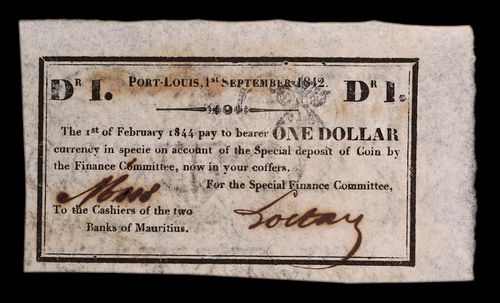 Dr 1. PORT-LOUIS, 1st SEPTEMBER 1842. Dr 1.
The 1st of February 1844 pay to bearer ONE DOLLAR
currency in specie on account of the Special deposit of Coin by
the Finance Committee, now in your coffers.
For the Special Finance Committee,
To the Cashiers of the two
Banks of Mauritius.